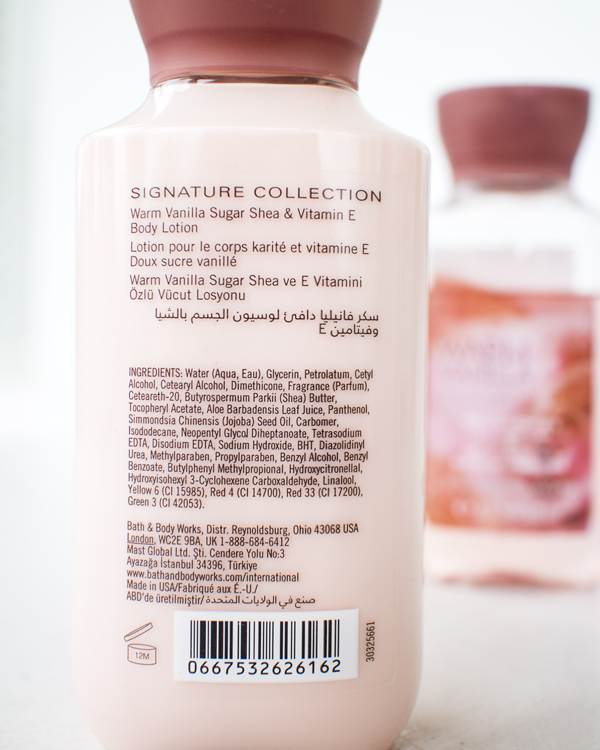 SIGNATURE COLLECTION
Warm Vanilla Sugar Shea & Vitamin E
Body Lotion
Lotion pour le corps karité et vitamine E
Doux sucre vanillé
Warm Vanilla Sugar Shea ve E Vitamini
Özlü Vücut Losyonu
سكر فانيليا دافئ لوسيون الجسم بالشيا
وفيتامين E
INGREDIENTS: Water (Aqua, Eau), Glycerin, Petrolatum, Cetyl
Alcohol, Cetearyl Alcohol, Dimethicone, Fragrance (Parfum),
Ceteareth-20, Butyrospermum Parkii (Shea) Butter,
Tocopheryl Acetate, Aloe Barbadensis Leaf Juice, Panthenol,
Simmondsia Chinensis (Jojoba) Seed Oil, Carbomer,
Isododecane, Neopentyl Glycol Diheptanoate, Tetrasodium
EDTA, Disodium EDTA, Sodium Hydroxide, BHT, Diazolidinyl
Urea, Methylparaben, Propylparaben, Benzyl Alcohol, Benzyl
Benzoate, Butylphenyl Methylpropional, Hydroxycitronellal,
Hydroxyisohexyl 3-Cyclohexene Carboxaldehyde, Linalool,
Yellow 6 (CI 15985), Red 4 (CI 14700), Red 33 (CI 17200),
Green 3 (CI 42053).
Bath & Body Works, Distr. Reynoldsburg, Ohio 43068 USA
London, WC2E 9BA, UK 1-888-684-6412
Mast Global Ltd. Şti. Cendere Yolu No:3
Ayazağa Istanbul 34396, Türkiye
www.bathandbodyworks.com/international
Made in USA/Fabriqué aux É.-U./
ABD'de üretilmiştir/صنع في الولايات المتحدة
12M
0667532626162
30325661